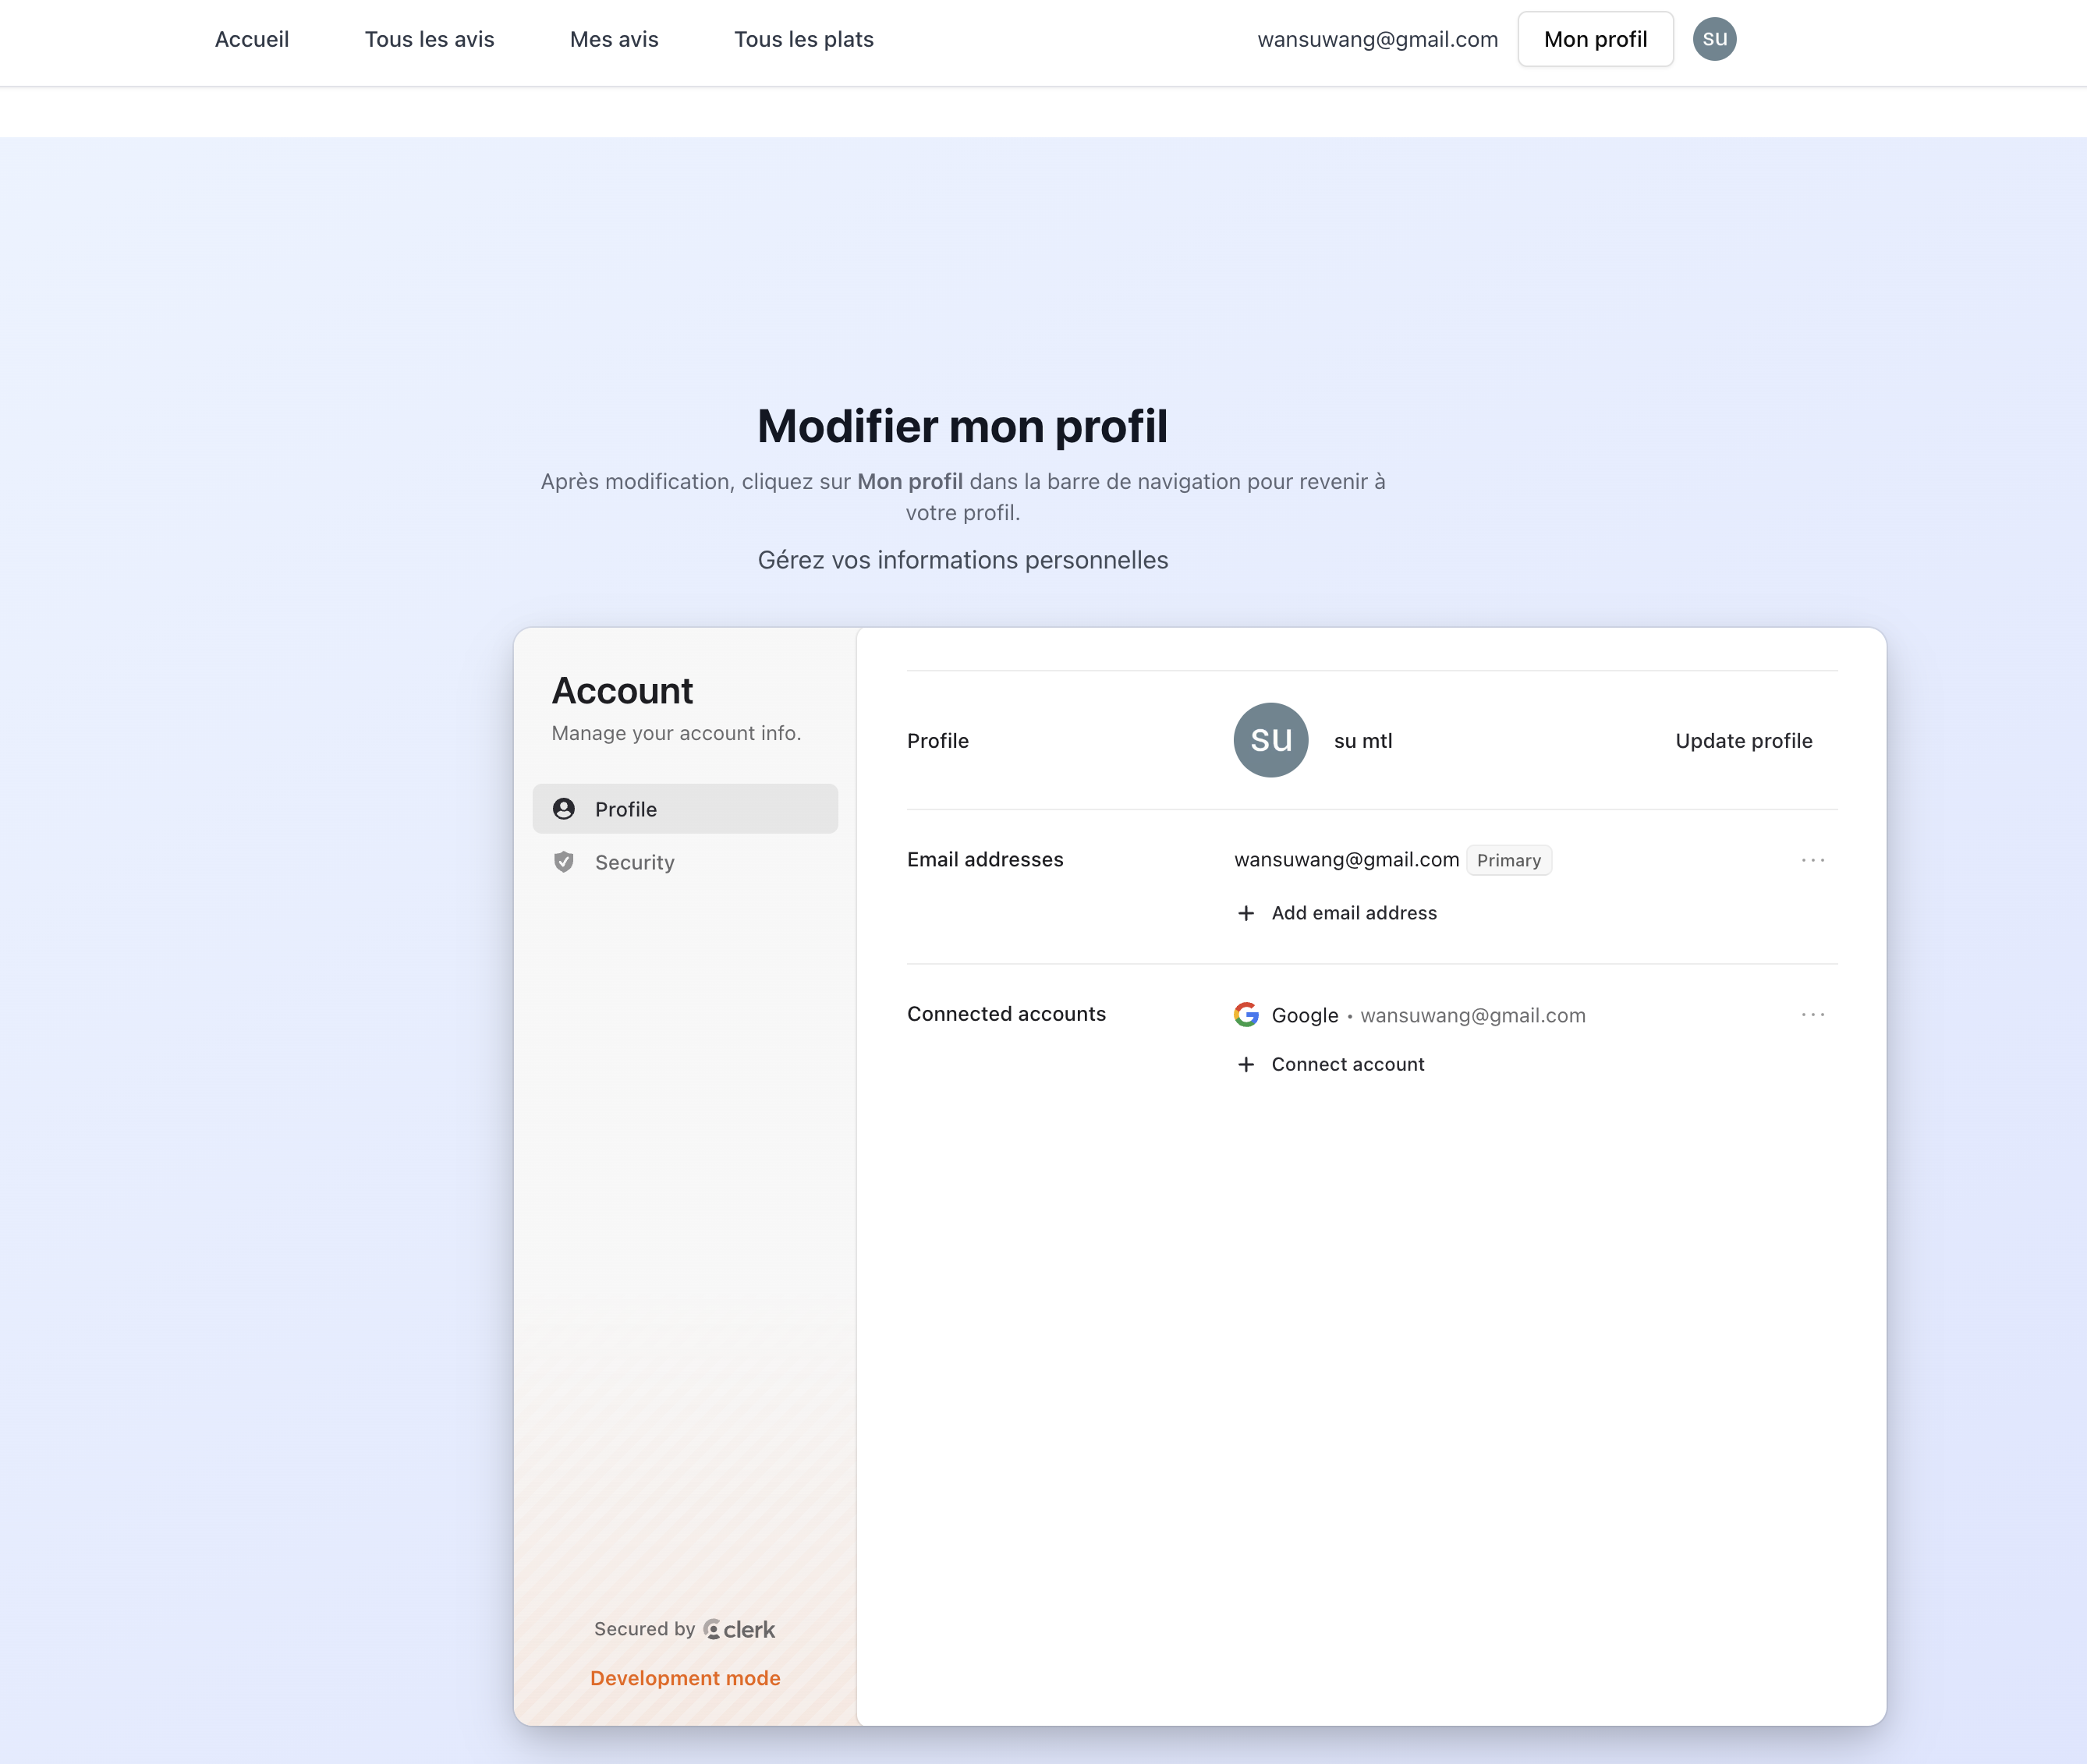 Accueil Tous les avis Mes avis Tous les plats wansuwang@gmail.com Mon profil su
Modifier mon profil
Après modification, cliquez sur Mon profil dans la barre de navigation pour revenir à
votre profil.
Gérez vos informations personnelles
Account
Manage your account info.
Profile
Security
Profile su su mtl Update profile
Email addresses wansuwang@gmail.com Primary ···
+ Add email address
Connected accounts Google • wansuwang@gmail.com ···
+ Connect account
Secured by clerk
Development mode